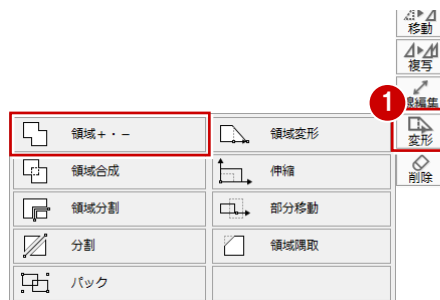 移動
複写
線編集
1
変形
削除
領域+・－ 領域変形
領域合成 伸縮
領域分割 部分移動
分割 領域隅取
パック